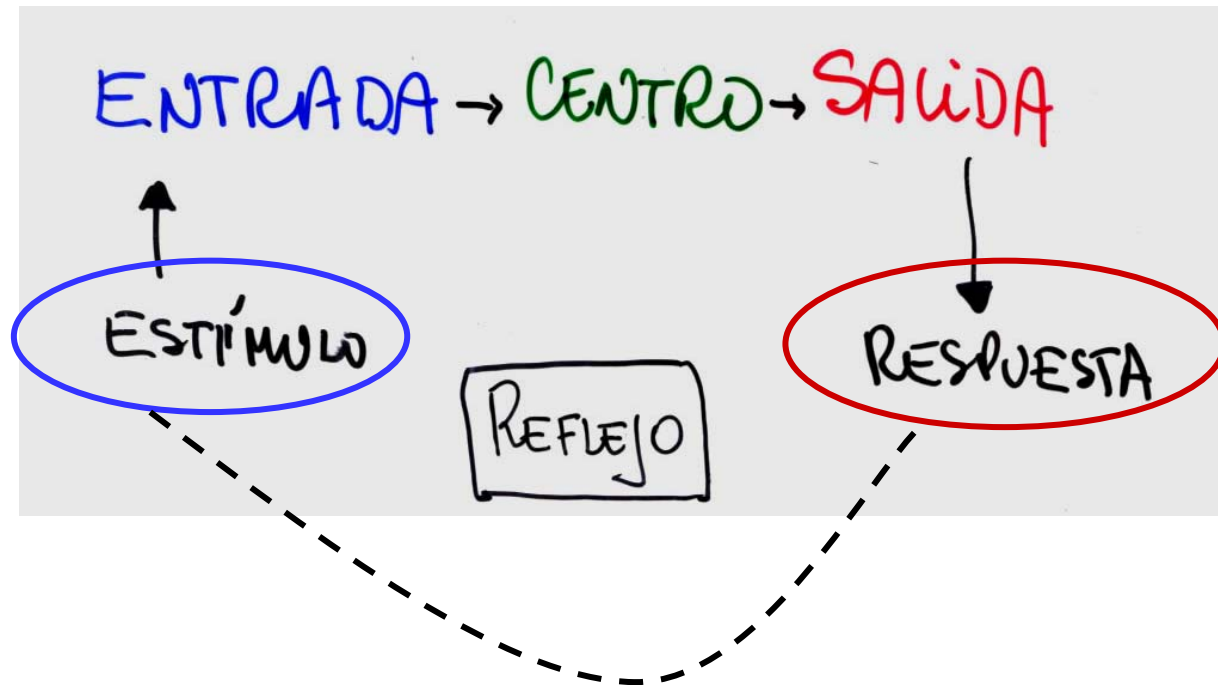 ENTRADA → CENTRO → SALIDA
ESTÍMULO
RESPUESTA
REFLEJO